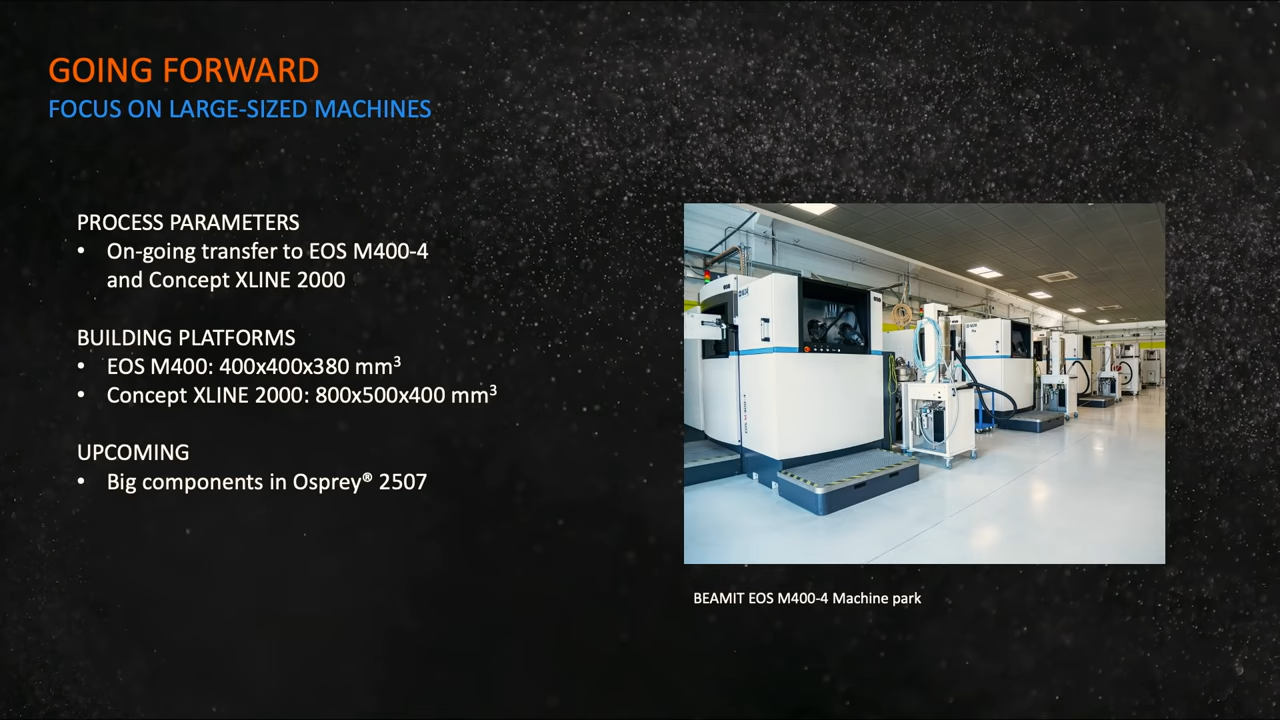 GOING FORWARD
FOCUS ON LARGE-SIZED MACHINES
PROCESS PARAMETERS
• On-going transfer to EOS M400-4
and Concept XLINE 2000
BUILDING PLATFORMS
• EOS M400: 400x400x380 mm³
• Concept XLINE 2000: 800x500x400 mm³
UPCOMING
• Big components in Osprey® 2507
BEAMIT EOS M400-4 Machine park